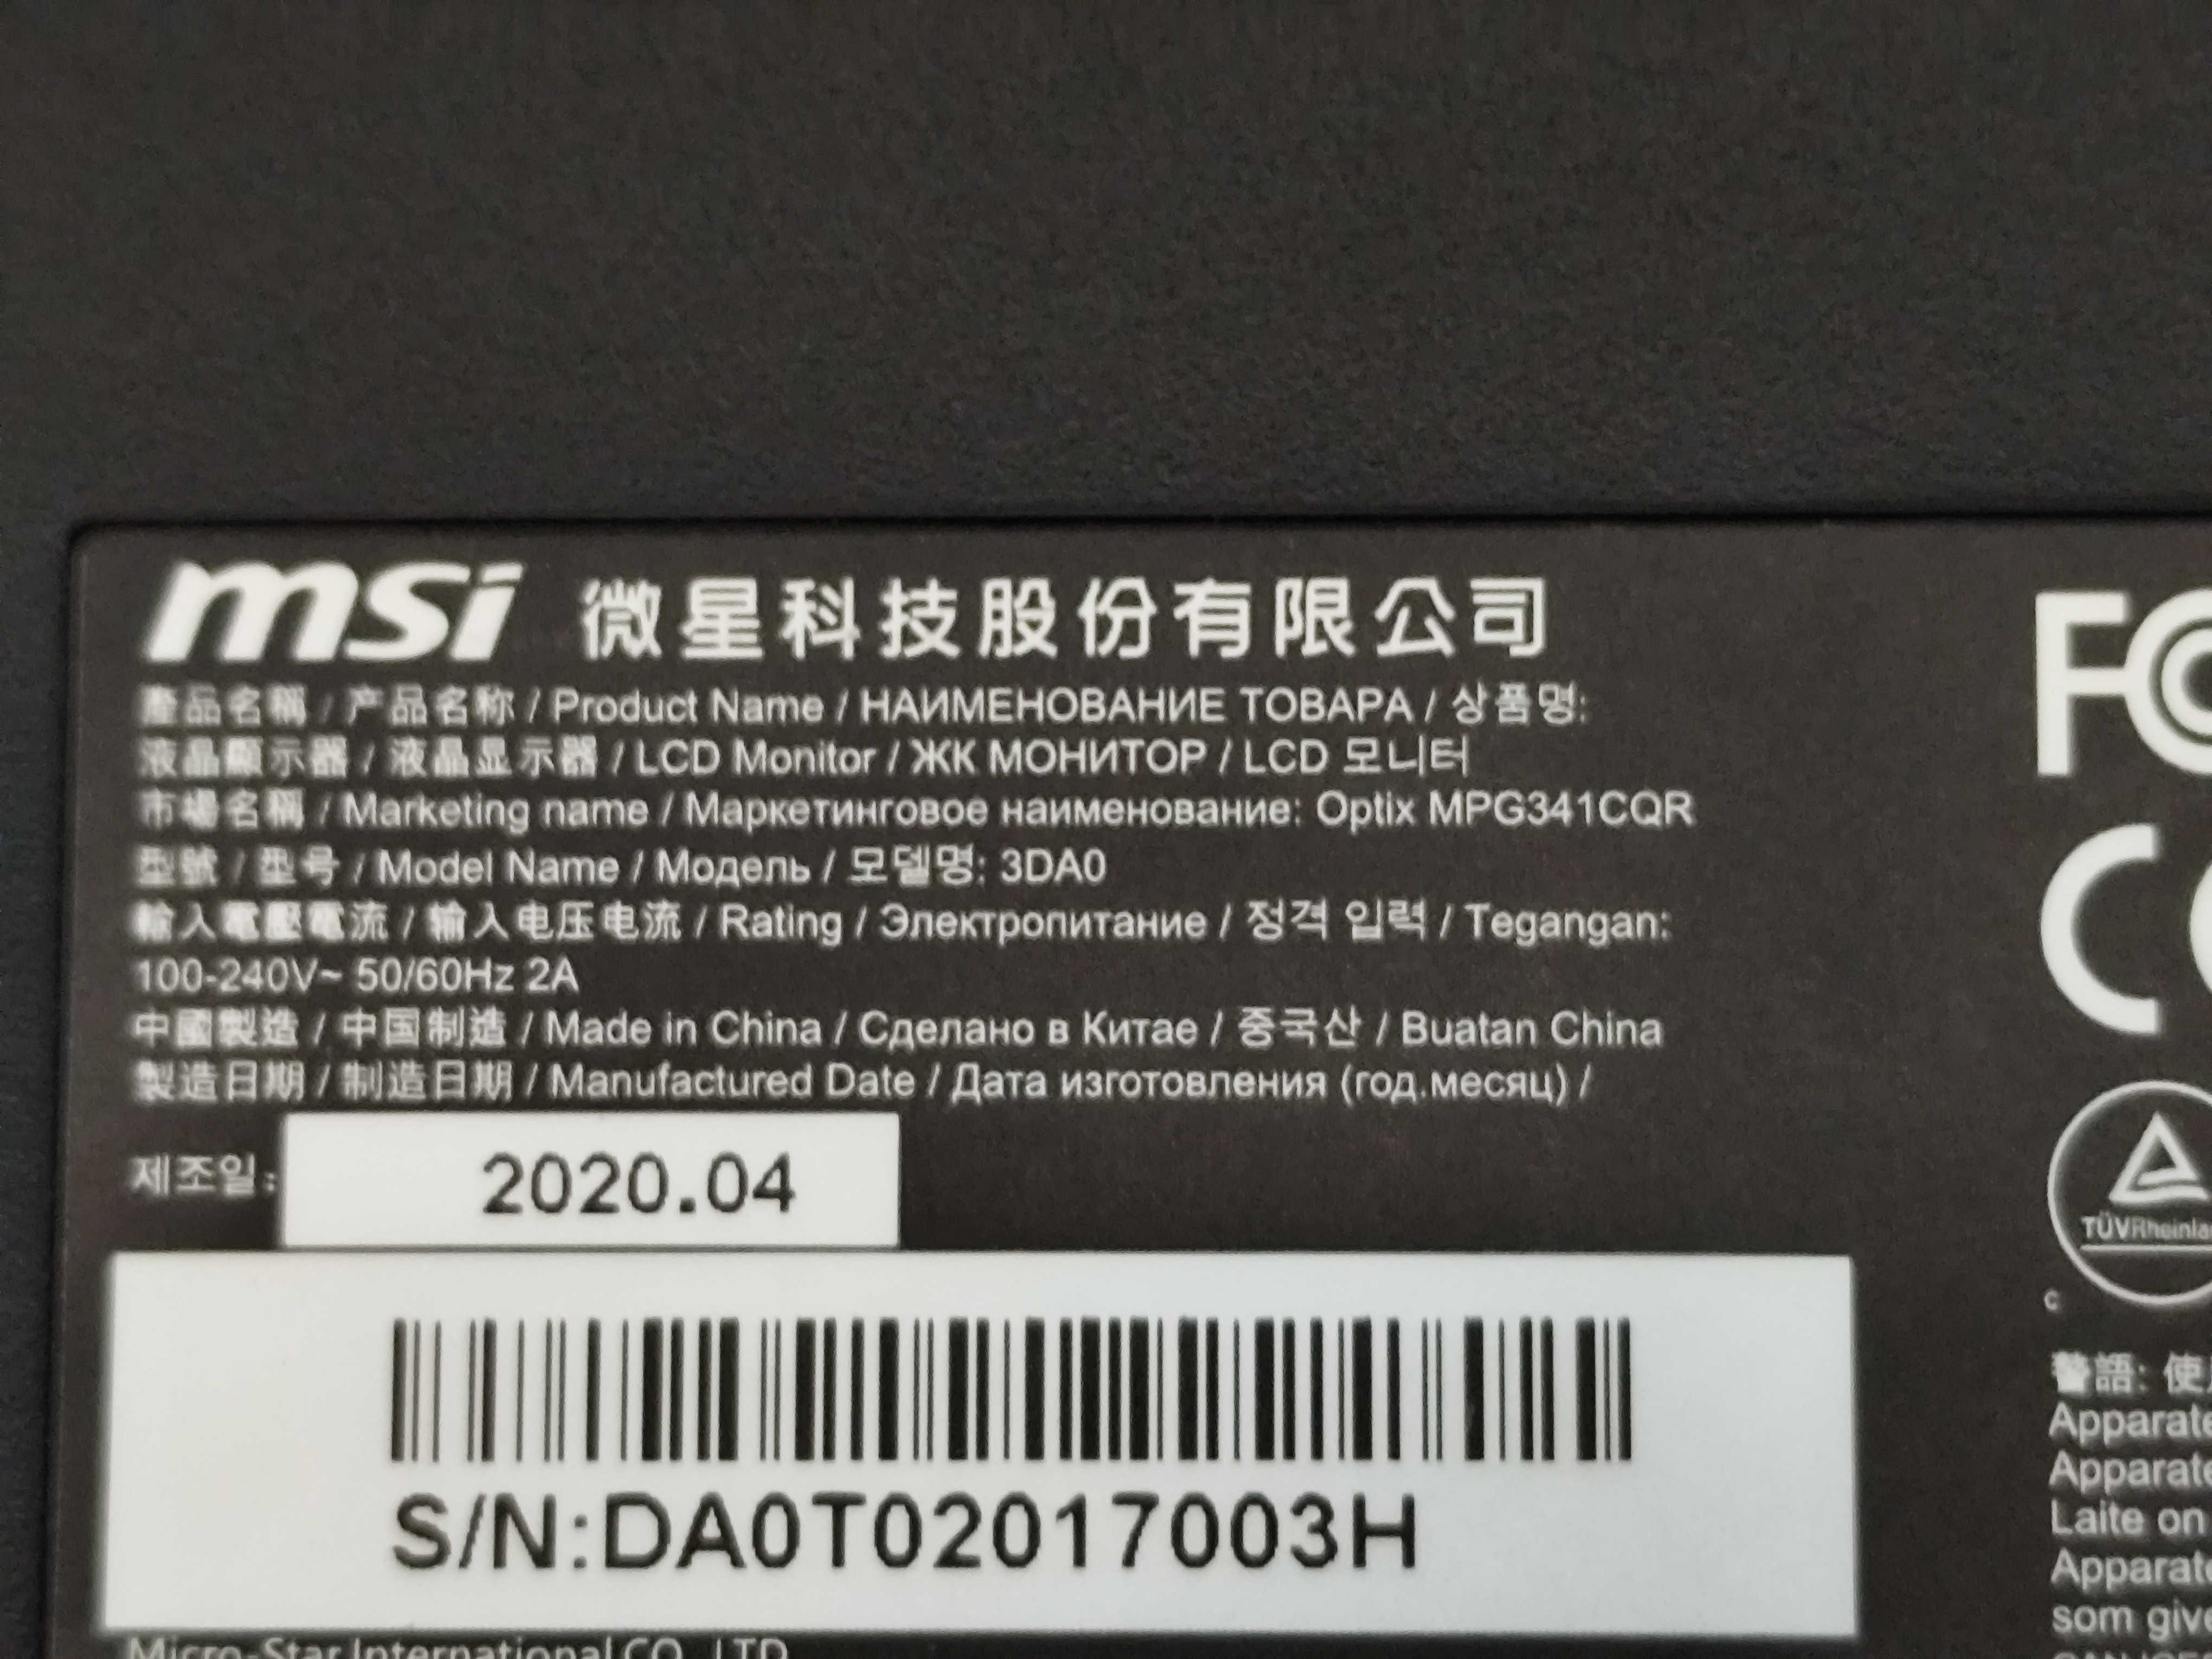 msi 微星科技股份有限公司
產品名稱 / 产品名称 / Product Name / НАИМЕНОВАНИЕ ТОВАРА / 상품명:
液晶顯示器 / 液晶显示器 / LCD Monitor / ЖК МОНИТОР / LCD 모니터
市場名稱 / Marketing name / Маркетинговое наименование: Optix MPG341CQR
型號 / 型号 / Model Name / Модель / 모델명: 3DA0
輸入電壓電流 / 输入电压电流 / Rating / Электропитание / 정격 입력 / Tegangan:
100-240V~ 50/60Hz 2A
中國製造 / 中国制造 / Made in China / Сделано в Китае / 중국산 / Buatan China
製造日期 / 制造日期 / Manufactured Date / Дата изготовления (год.месяц) /
제조일: 2020.04
S/N:DA0T02017003H
Micro-Star International CO., LTD
FC
C
TÜVRheinla
c
警語: 使
Apparate
Apparate
Laite on
Apparate
som give